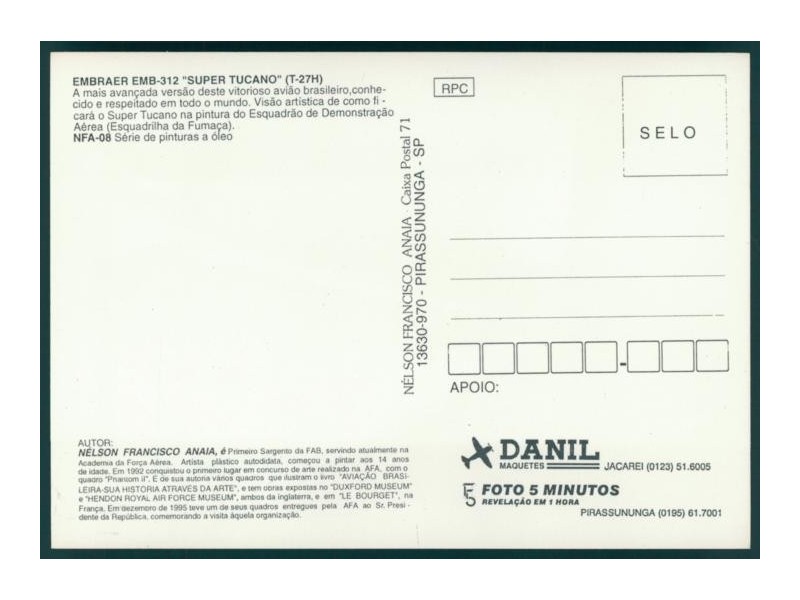 EMBRAER EMB-312 "SUPER TUCANO" (T-27H)
A mais avançada versão deste vitorioso avião brasileiro,conhe-
cido e respeitado em todo o mundo. Visão artística de como fi -
cará o Super Tucano na pintura do Esquadrão de Demonstração
Aérea (Esquadrilha da Fumaça).
NFA-08 Série de pinturas a óleo
AUTOR:
NÉLSON FRANCISCO ANAIA, é Primeiro Sargento da FAB, servindo atualmente na
Academia da Força Aérea. Artista plástico autodidata, começou a pintar aos 14 anos
de idade. Em 1992 conquistou o primeiro lugar em concurso de arte realizado na AFA, com o
quadro "Phantom II". É de sua autoria vários quadros que ilustram o livro "AVIAÇÃO BRASI-
LEIRA-SUA HISTORIA ATRAVES DA ARTE", e tem obras expostas no "DUXFORD MUSEUM"
e "HENDON ROYAL AIR FORCE MUSEUM", ambos da inglaterra, e em "LE BOURGET", na
França. Em dezembro de 1995 teve um de seus quadros entregues pela AFA ao Sr. Presi -
dente da República, comemorando a visita àquela organização.
NÉLSON FRANCISCO ANAIA - Caixa Postal 71
13630-970 - PIRASSUNUNGA - SP
RPC
SELO
APOIO:
DANIL
MAQUETES JACAREI (0123) 51.6005
F5 FOTO 5 MINUTOS
REVELAÇÃO EM 1 HORA
PIRASSUNUNGA (0195) 61.7001